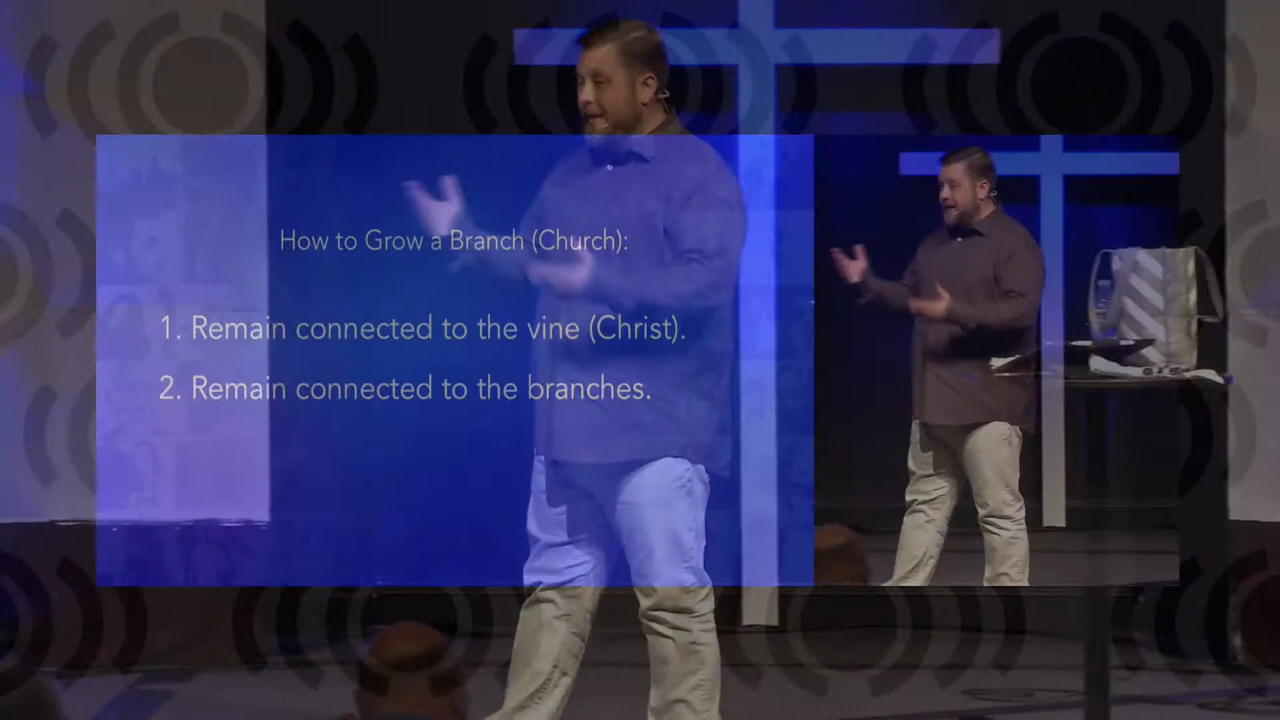 How to Grow a Branch (Church):
1. Remain connected to the vine (Christ).
2. Remain connected to the branches.